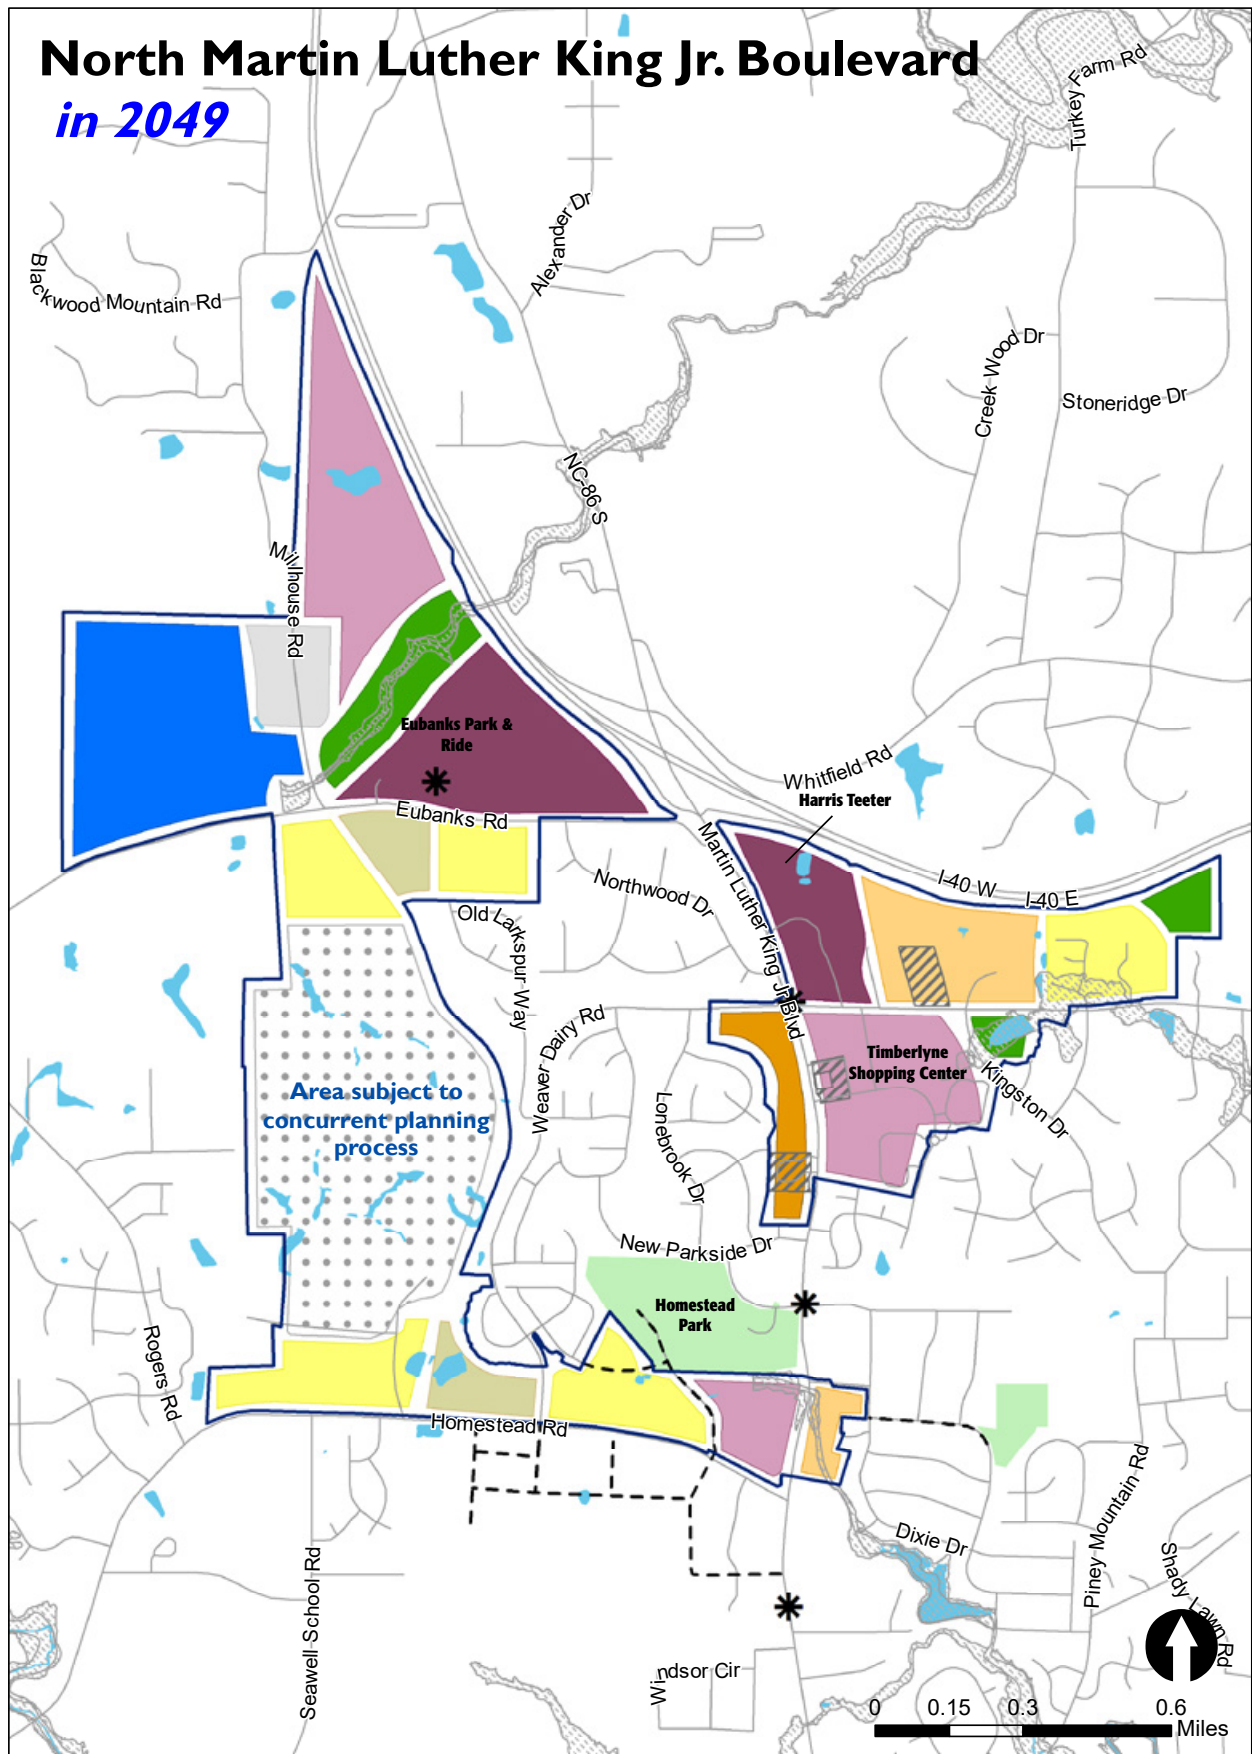 North Martin Luther King Jr. Boulevard
in 2049
Turkey Farm Rd
Alexander Dr
Blackwood Mountain Rd
Creek Wood Dr
Stoneridge Dr
NC-86 S
Millhouse Rd
Eubanks Park &
Ride
Whitfield Rd
Harris Teeter
Eubanks Rd
Martin Luther King Jr Blvd
I-40 W
I-40 E
Northwood Dr
Old Larkspur Way
Weaver Dairy Rd
Timberlyne
Shopping Center
Kingston Dr
Area subject to
concurrent planning
process
Lonebrook Dr
New Parkside Dr
Homestead
Park
Rogers Rd
Homestead Rd
Dixie Dr
Piney Mountain Rd
Shady Lawn Rd
Seawell School Rd
Windsor Cir
0 0.15 0.3 0.6
Miles